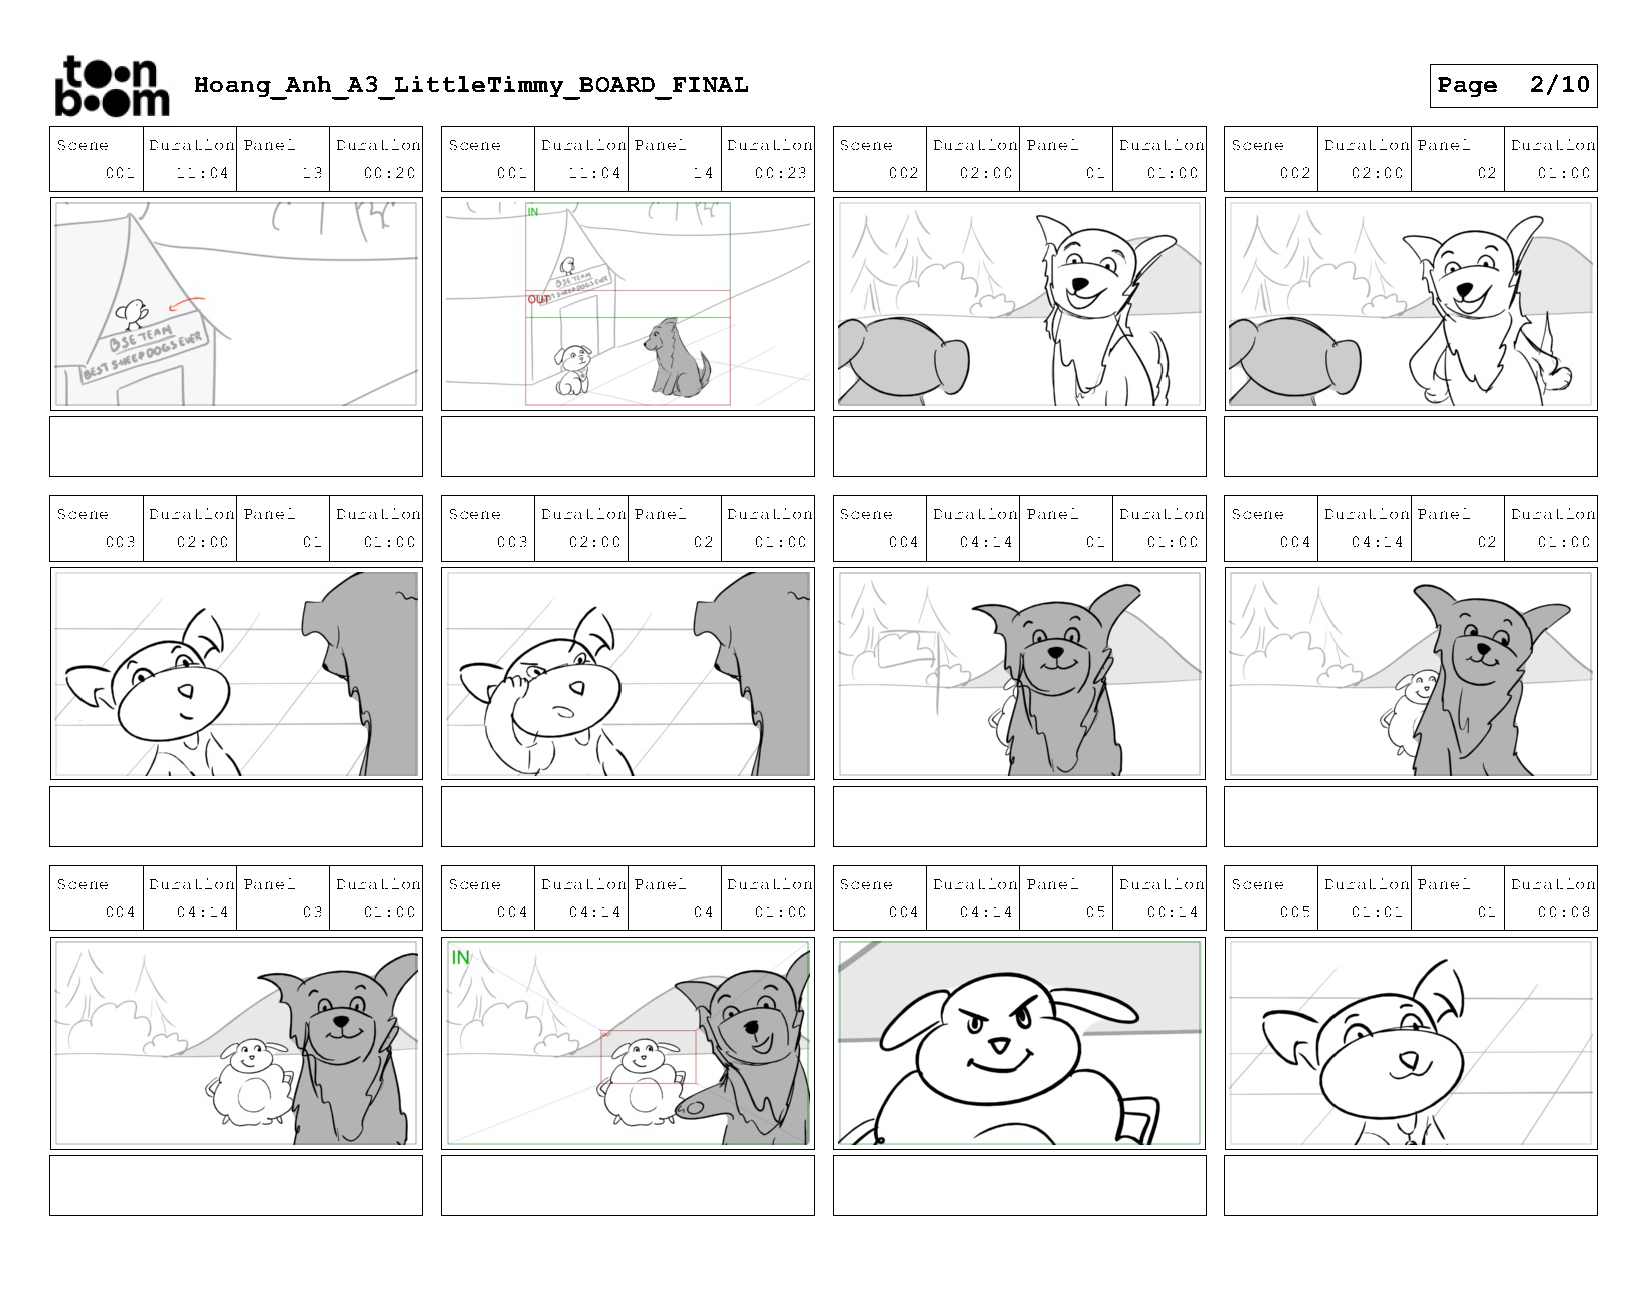 toon boom
Hoang_Anh_A3_LittleTimmy_BOARD_FINAL
Page 2/10
Scene Duration Panel Duration Scene Duration Panel Duration Scene Duration Panel Duration Scene Duration Panel Duration
001 11:04 13 00:20 001 11:04 14 00:23 002 02:00 01 01:00 002 02:00 02 01:00
BSE TEAM
BEST SHEEP DOGS EVER
IN
BSE TEAM
BEST SHEEP DOGS EVER
OUT
Scene Duration Panel Duration Scene Duration Panel Duration Scene Duration Panel Duration Scene Duration Panel Duration
003 02:00 01 01:00 003 02:00 02 01:00 004 04:14 01 01:00 004 04:14 02 01:00
Scene Duration Panel Duration Scene Duration Panel Duration Scene Duration Panel Duration Scene Duration Panel Duration
004 04:14 03 01:00 004 04:14 04 01:00 004 04:14 05 00:14 005 01:01 01 00:08
IN
OUT